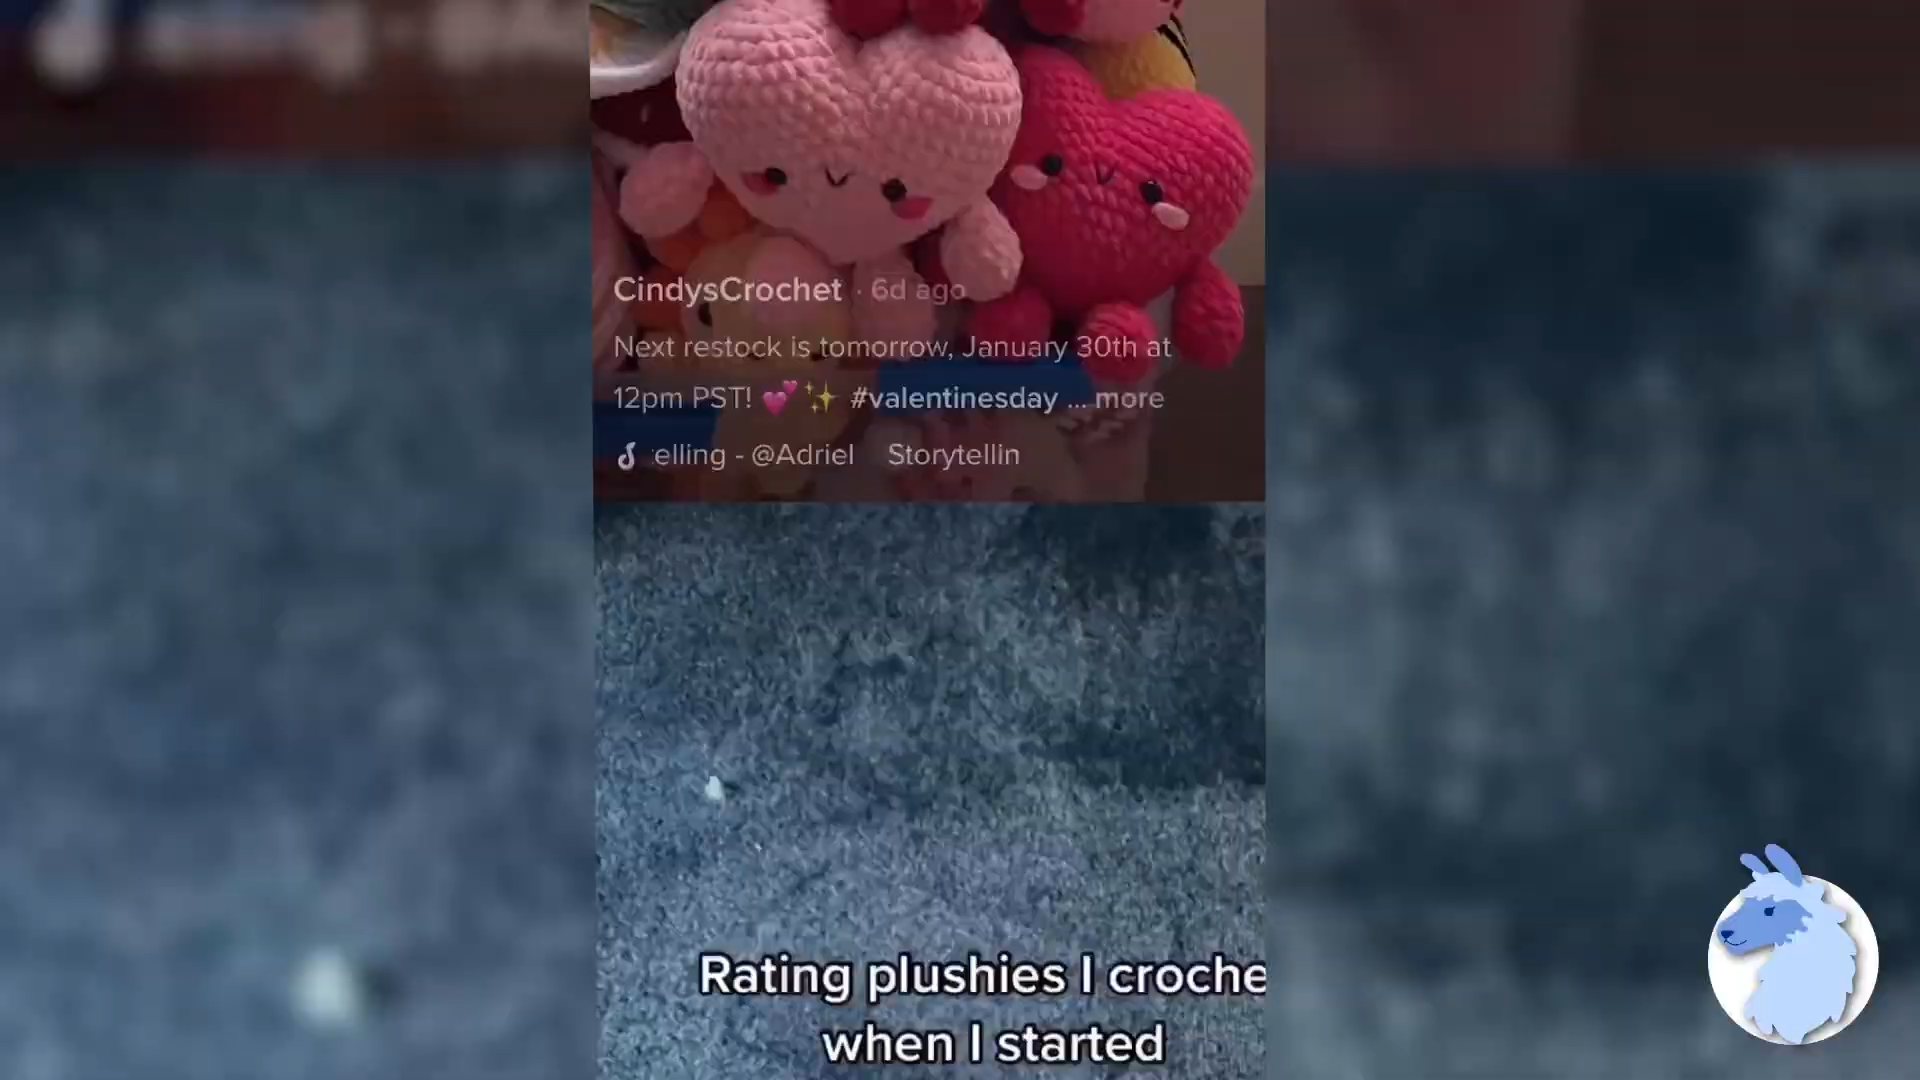 CindysCrochet · 6d ago
Next restock is tomorrow, January 30th at
12pm PST! 💕✨ #valentinesday ... more
elling - @Adriel Storytellin
Rating plushies I croche
when I started